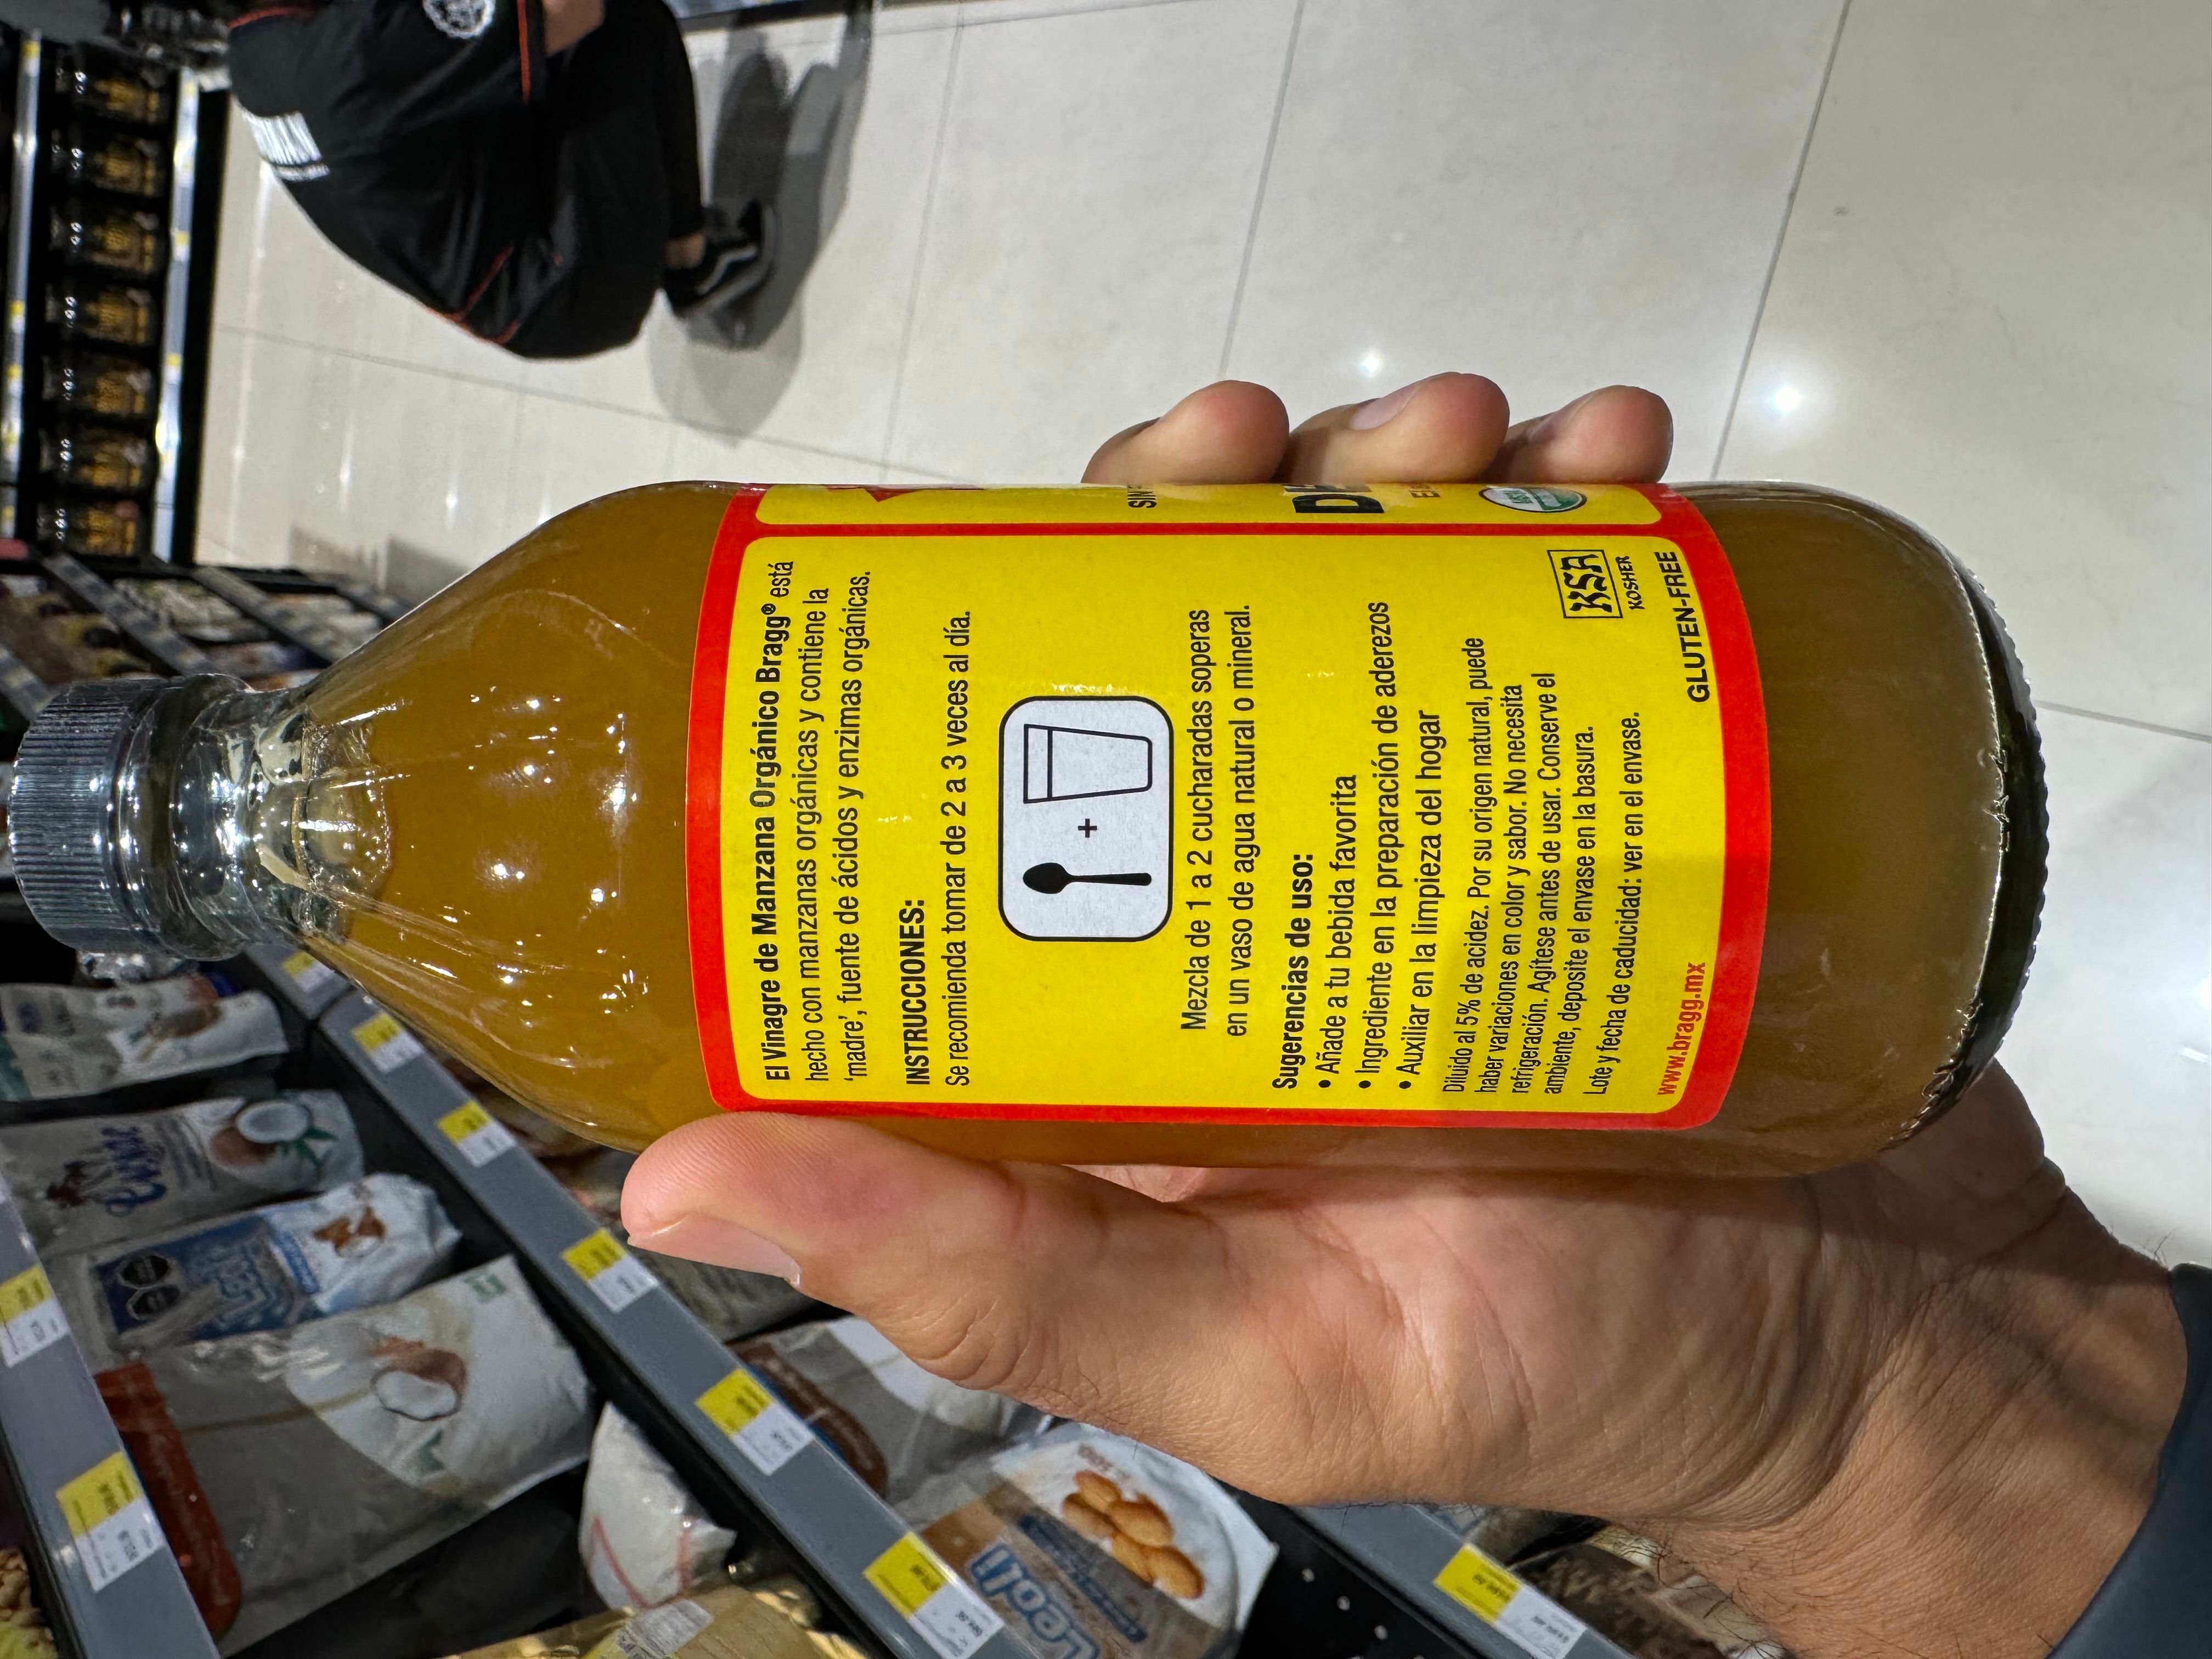 El Vinagre de Manzana Orgánico Bragg® está
hecho con manzanas orgánicas y contiene la
'madre', fuente de ácidos y enzimas orgánicas.
INSTRUCCIONES:
Se recomienda tomar de 2 a 3 veces al día.
+
Mezcla de 1 a 2 cucharadas soperas
en un vaso de agua natural o mineral.
Sugerencias de uso:
• Añade a tu bebida favorita
• Ingrediente en la preparación de aderezos
• Auxiliar en la limpieza del hogar
Diluido al 5% de acidez. Por su origen natural, puede
haber variaciones en color y sabor. No necesita
refrigeración. Agítese antes de usar. Conserve el
ambiente, deposite el envase en la basura.
Lote y fecha de caducidad: ver en el envase.
www.bragg.mx
GLUTEN-FREE
KSA
KOSHER
SIN